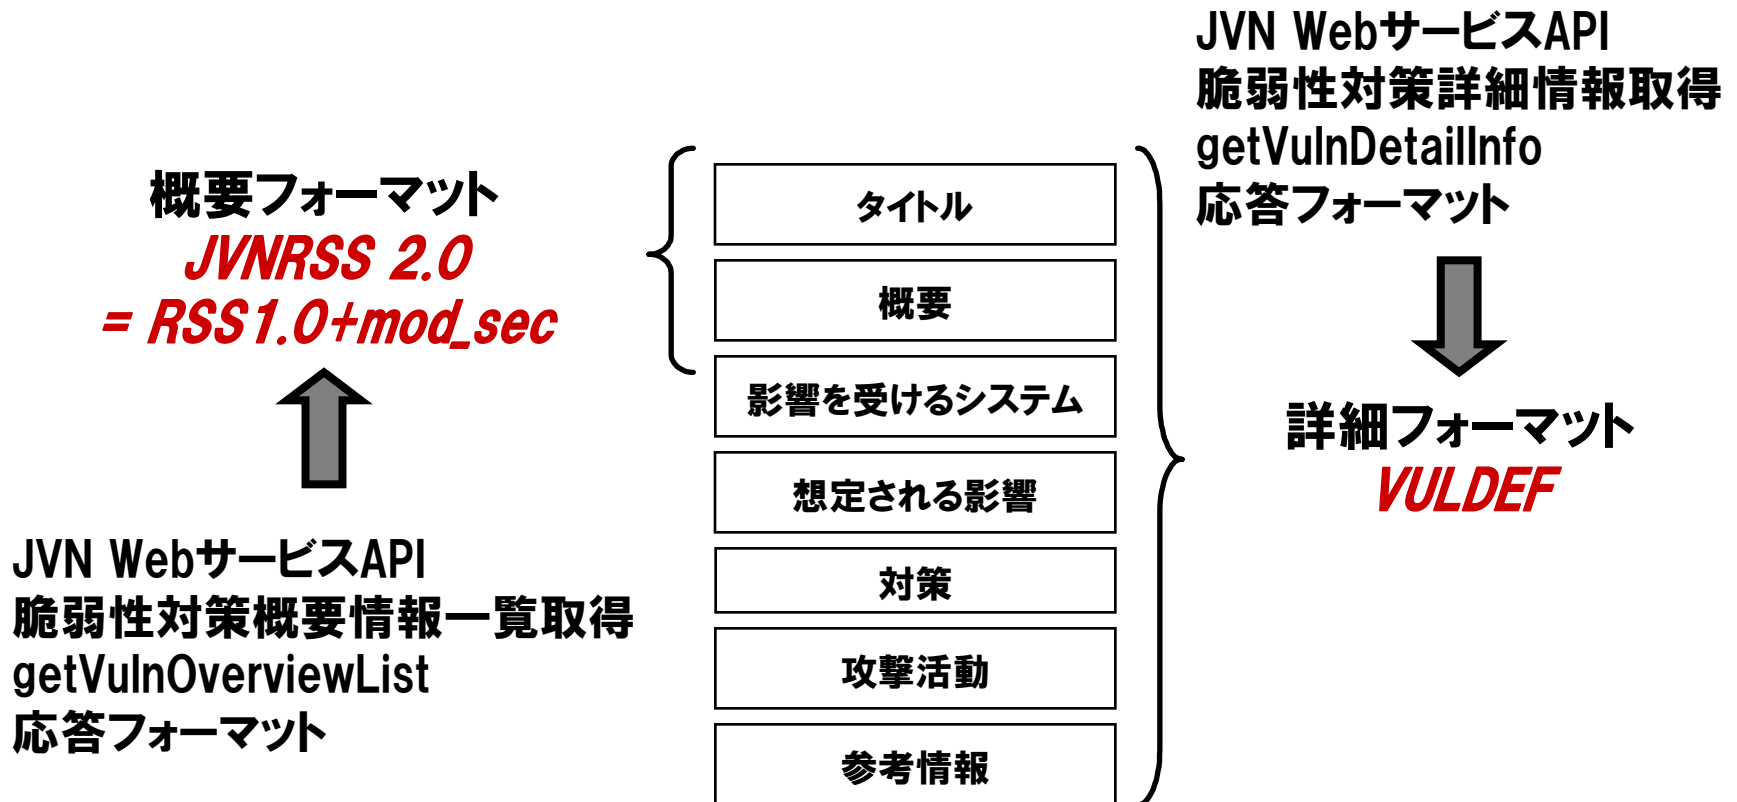 概要フォーマット
JVNRSS 2.0
= RSS1.0+mod_sec
JVN WebサービスAPI
脆弱性対策概要情報一覧取得
getVulnOverviewList
応答フォーマット
タイトル
概要
影響を受けるシステム
想定される影響
対策
攻撃活動
参考情報
JVN WebサービスAPI
脆弱性対策詳細情報取得
getVulnDetailInfo
応答フォーマット
詳細フォーマット
VULDEF